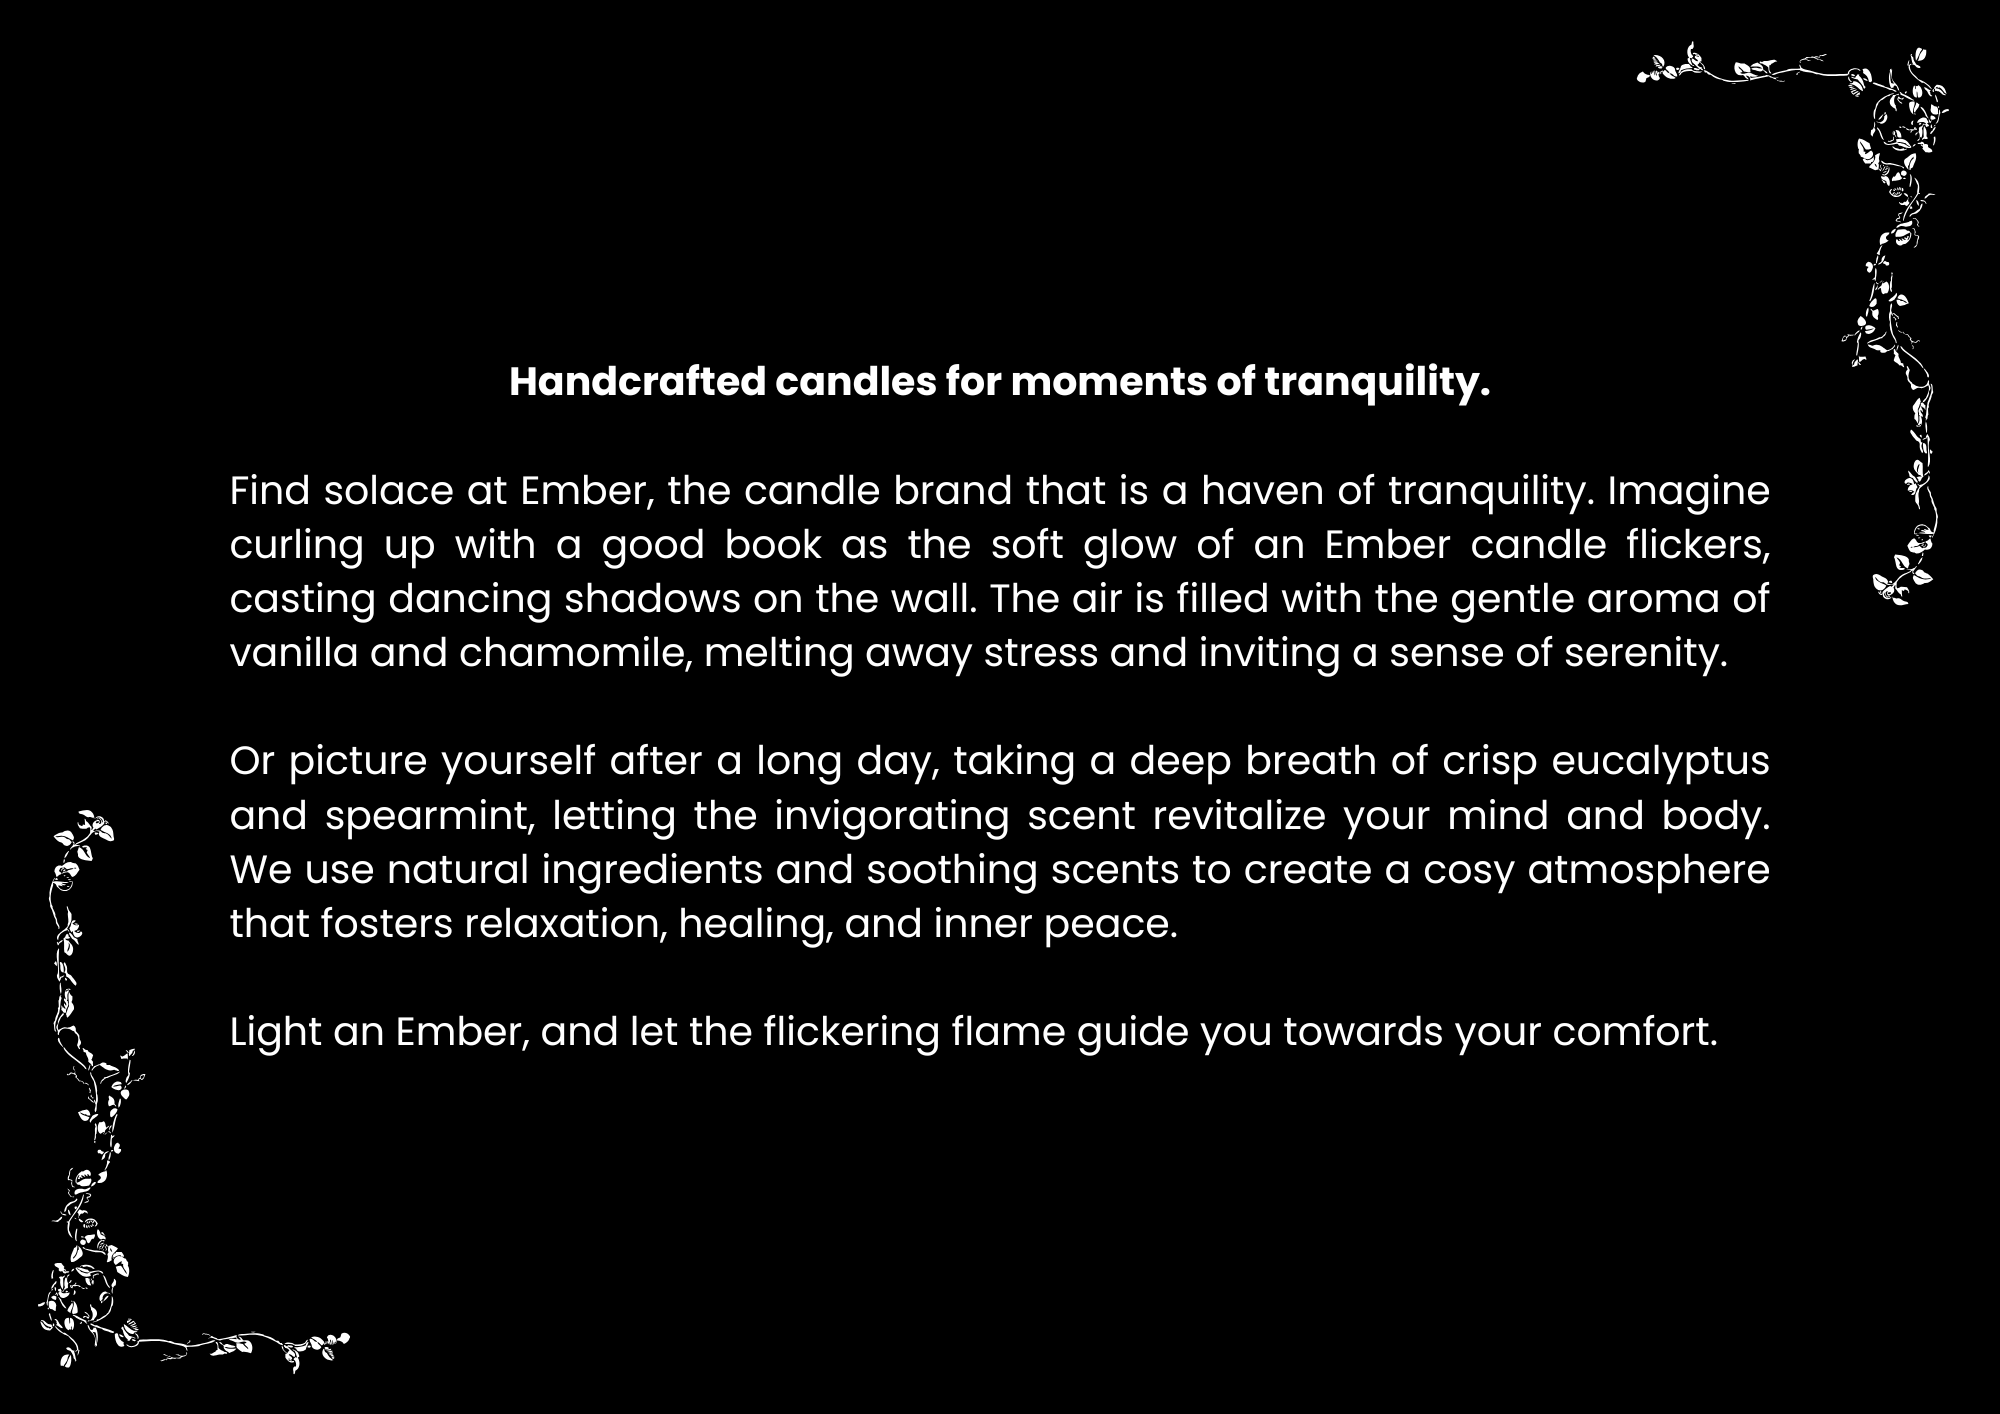 Handcrafted candles for moments of tranquility.
Find solace at Ember, the candle brand that is a haven of tranquility. Imagine
curling up with a good book as the soft glow of an Ember candle flickers,
casting dancing shadows on the wall. The air is filled with the gentle aroma of
vanilla and chamomile, melting away stress and inviting a sense of serenity.
Or picture yourself after a long day, taking a deep breath of crisp eucalyptus
and spearmint, letting the invigorating scent revitalize your mind and body.
We use natural ingredients and soothing scents to create a cosy atmosphere
that fosters relaxation, healing, and inner peace.
Light an Ember, and let the flickering flame guide you towards your comfort.